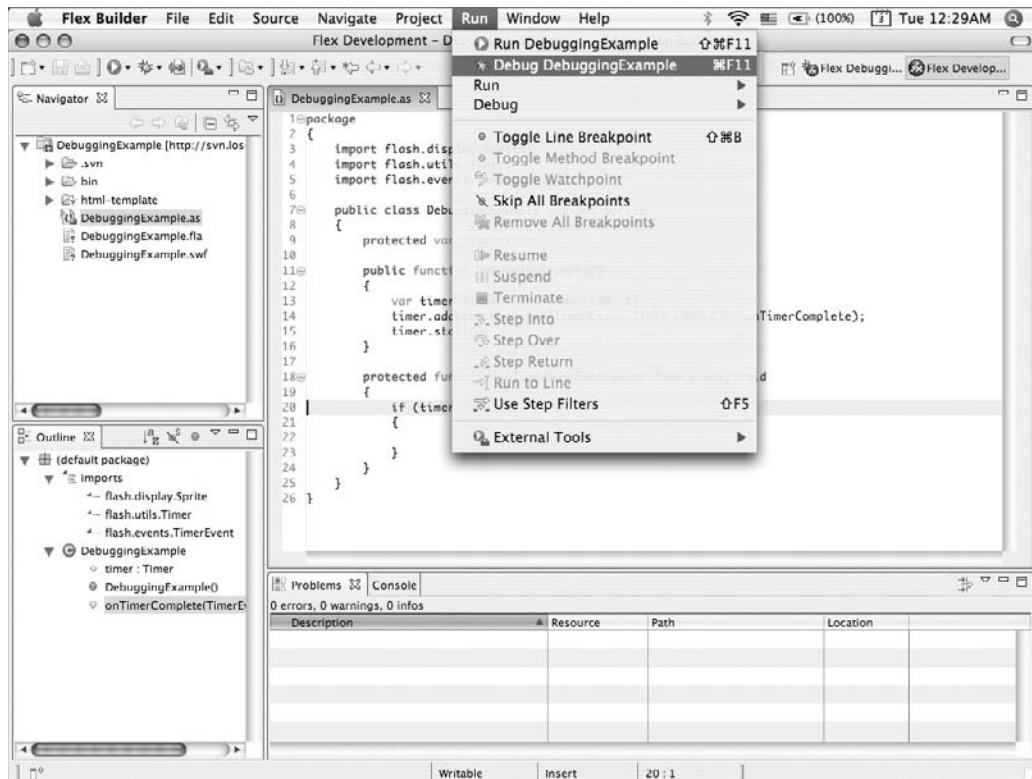 Flex Builder File Edit Source Navigate Project Run Window Help (100%) Tue 12:29AM
Flex Development - D
Flex Debuggi... Flex Develop...
Run DebuggingExample ⇧⌘F11
Debug DebuggingExample ⌘F11
Run
Debug
Toggle Line Breakpoint ⇧⌘B
Toggle Method Breakpoint
Toggle Watchpoint
Skip All Breakpoints
Remove All Breakpoints
Resume
Suspend
Terminate
Step Into
Step Over
Step Return
Run to Line
Use Step Filters ⇧F5
External Tools
Navigator
DebuggingExample [http://svn.los
.svn
bin
html-template
DebuggingExample.as
DebuggingExample.fla
DebuggingExample.swf
DebuggingExample.as
1 package
2 {
3 import flash.disp
4 import flash.util
5 import flash.even
6
7 public class Debu
8 {
9 protected var
10
11 public functi
12 {
13 var timer
14 timer.add onTimerComplete);
15 timer.sta
16 }
17
18 protected fun d
19 {
20 if (timer
21 {
22
23 }
24 }
25 }
26 }
Outline
(default package)
imports
flash.display.Sprite
flash.utils.Timer
flash.events.TimerEvent
DebuggingExample
timer : Timer
DebuggingExample()
onTimerComplete(TimerE
Problems Console
0 errors, 0 warnings, 0 infos
Description Resource Path Location
Writable Insert 20 : 1